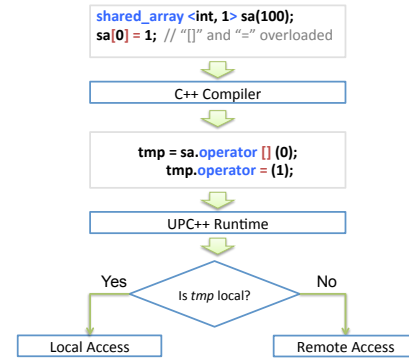 shared_array <int, 1> sa(100);
sa[0] = 1; // “[]” and “=” overloaded
C++ Compiler
tmp = sa.operator [] (0);
tmp.operator = (1);
UPC++ Runtime
Is tmp local?
Yes
No
Local Access
Remote Access